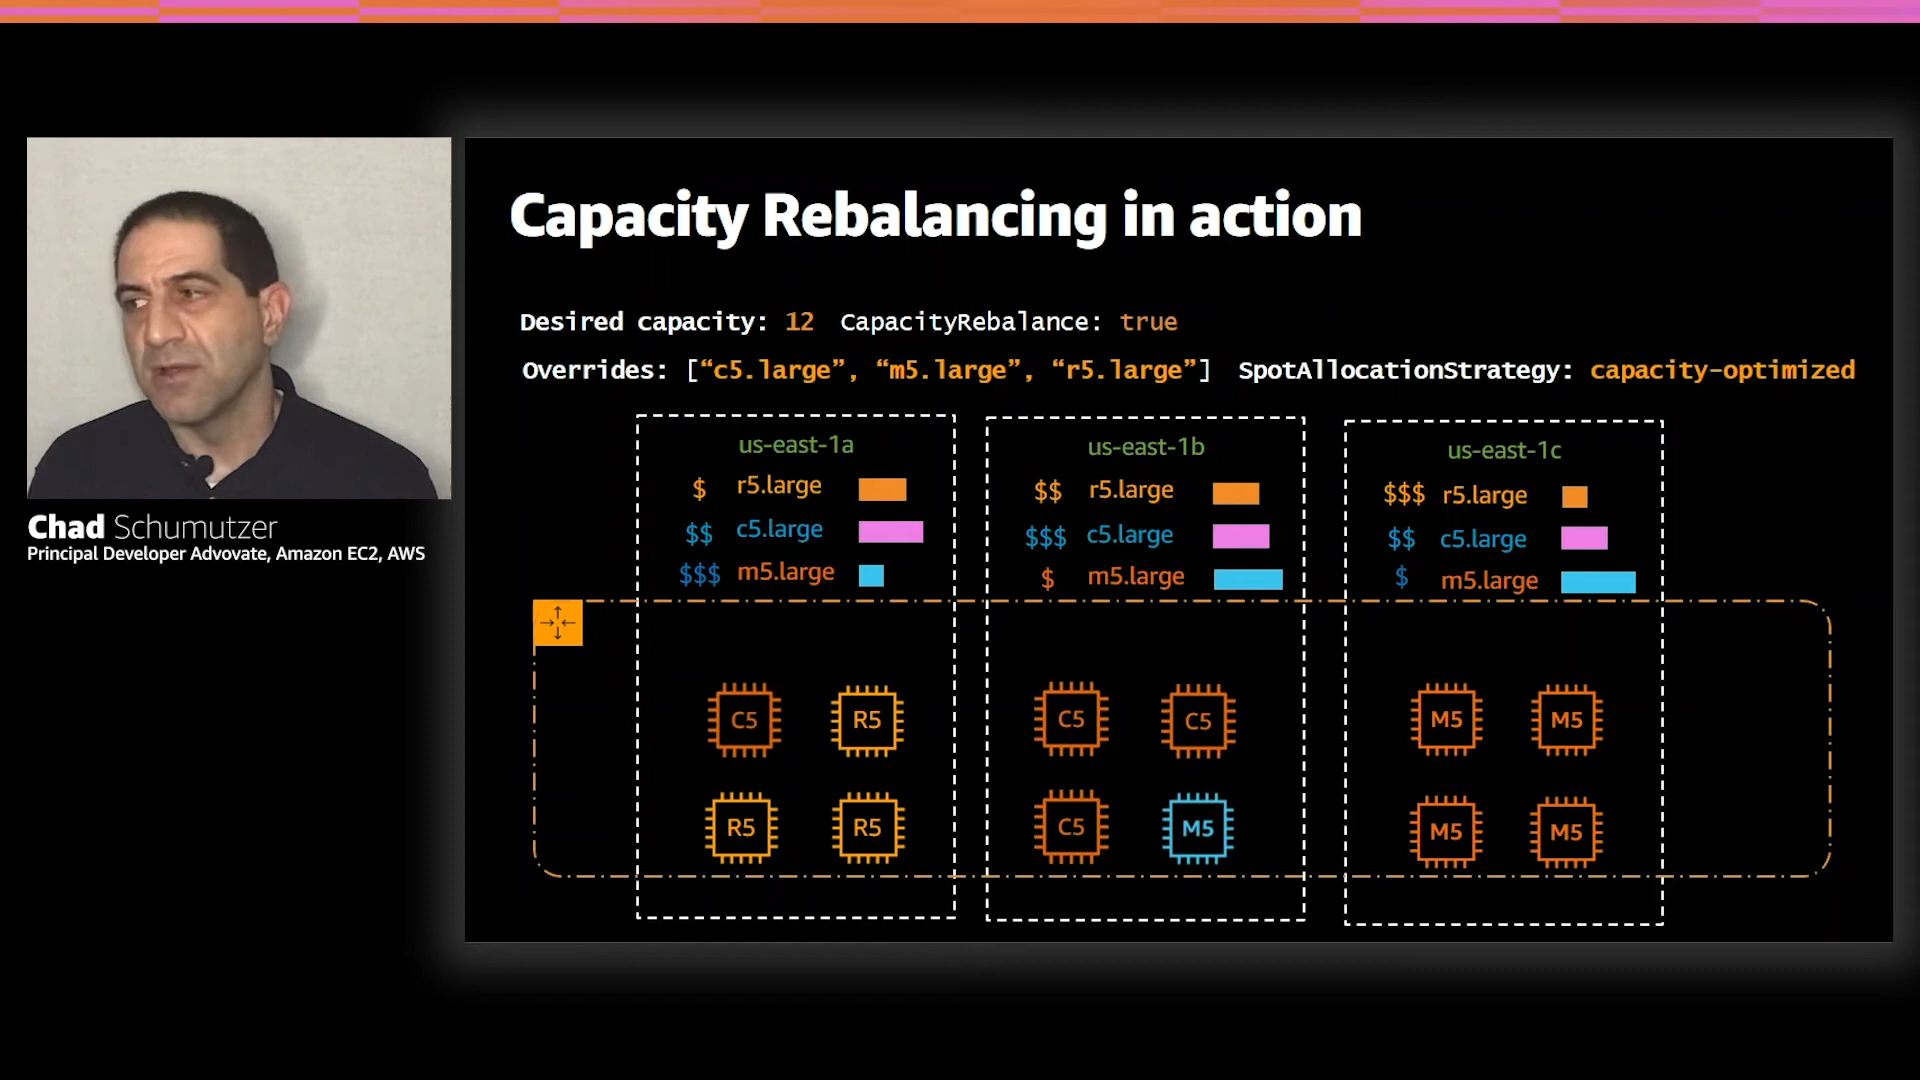 Capacity Rebalancing in action
Desired capacity: 12 CapacityRebalance: true
Overrides: [“c5.large”, “m5.large”, “r5.large”] SpotAllocationStrategy: capacity-optimized
us-east-1a
$ r5.large
$$ c5.large
$$$ m5.large
us-east-1b
$$ r5.large
$$$ c5.large
$ m5.large
us-east-1c
$$$ r5.large
$$ c5.large
$ m5.large
C5 R5
R5 R5
C5 C5
C5 M5
M5 M5
M5 M5
Chad Schumutzer
Principal Developer Advovate, Amazon EC2, AWS